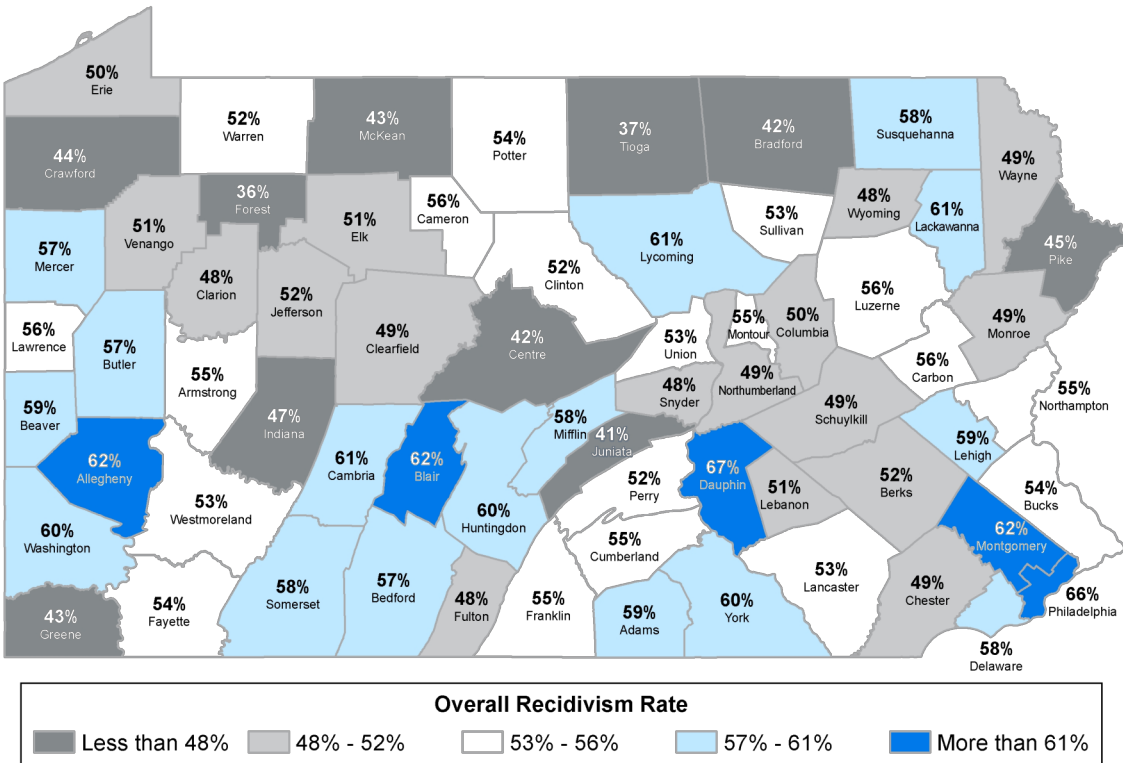 50%
Erie
52%
Warren
43%
McKean
54%
Potter
37%
Tioga
42%
Bradford
58%
Susquehanna
49%
Wayne
44%
Crawford
36%
Forest
51%
Venango
51%
Elk
56%
Cameron
53%
Sullivan
48%
Wyoming
61%
Lackawanna
45%
Pike
57%
Mercer
48%
Clarion
52%
Jefferson
52%
Clinton
61%
Lycoming
56%
Luzerne
49%
Monroe
56%
Lawrence
57%
Butler
55%
Armstrong
49%
Clearfield
42%
Centre
53%
Union
55%
Montour
50%
Columbia
56%
Carbon
55%
Northampton
59%
Beaver
47%
Indiana
48%
Snyder
49%
Northumberland
49%
Schuylkill
59%
Lehigh
62%
Allegheny
61%
Cambria
62%
Blair
58%
Mifflin
41%
Juniata
52%
Perry
67%
Dauphin
51%
Lebanon
52%
Berks
54%
Bucks
60%
Washington
53%
Westmoreland
60%
Huntingdon
55%
Cumberland
62%
Montgomery
43%
Greene
54%
Fayette
58%
Somerset
57%
Bedford
48%
Fulton
55%
Franklin
59%
Adams
60%
York
53%
Lancaster
49%
Chester
66%
Philadelphia
58%
Delaware
Overall Recidivism Rate
Less than 48%
48% - 52%
53% - 56%
57% - 61%
More than 61%